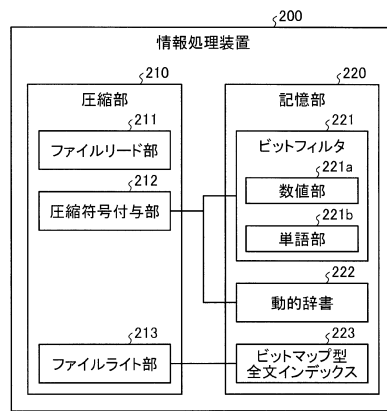 200
情報処理装置
210
圧縮部
211
ファイルリード部
212
圧縮符号付与部
213
ファイルライト部
220
記憶部
221
ビットフィルタ
221a
数値部
221b
単語部
222
動的辞書
223
ビットマップ型
全文インデックス